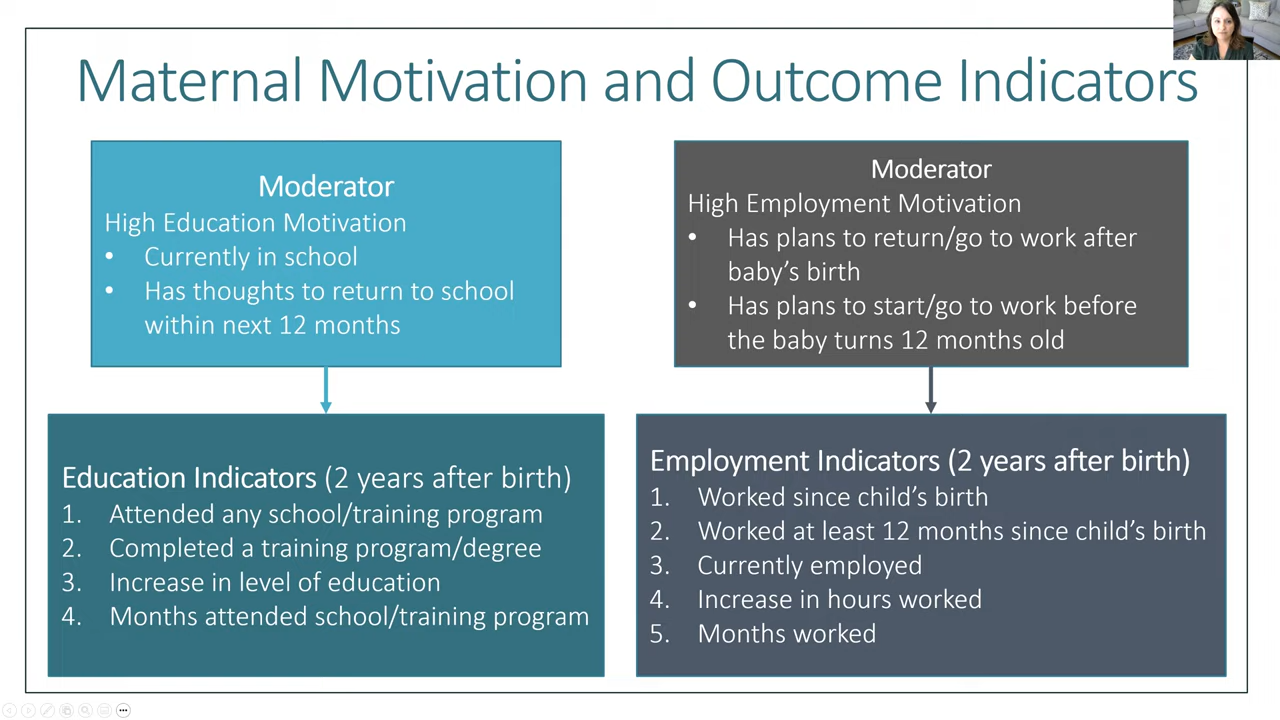 Maternal Motivation and Outcome Indicators
Moderator
High Education Motivation
• Currently in school
• Has thoughts to return to school
within next 12 months
Moderator
High Employment Motivation
• Has plans to return/go to work after
baby's birth
• Has plans to start/go to work before
the baby turns 12 months old
Education Indicators (2 years after birth)
1. Attended any school/training program
2. Completed a training program/degree
3. Increase in level of education
4. Months attended school/training program
Employment Indicators (2 years after birth)
1. Worked since child's birth
2. Worked at least 12 months since child's birth
3. Currently employed
4. Increase in hours worked
5. Months worked